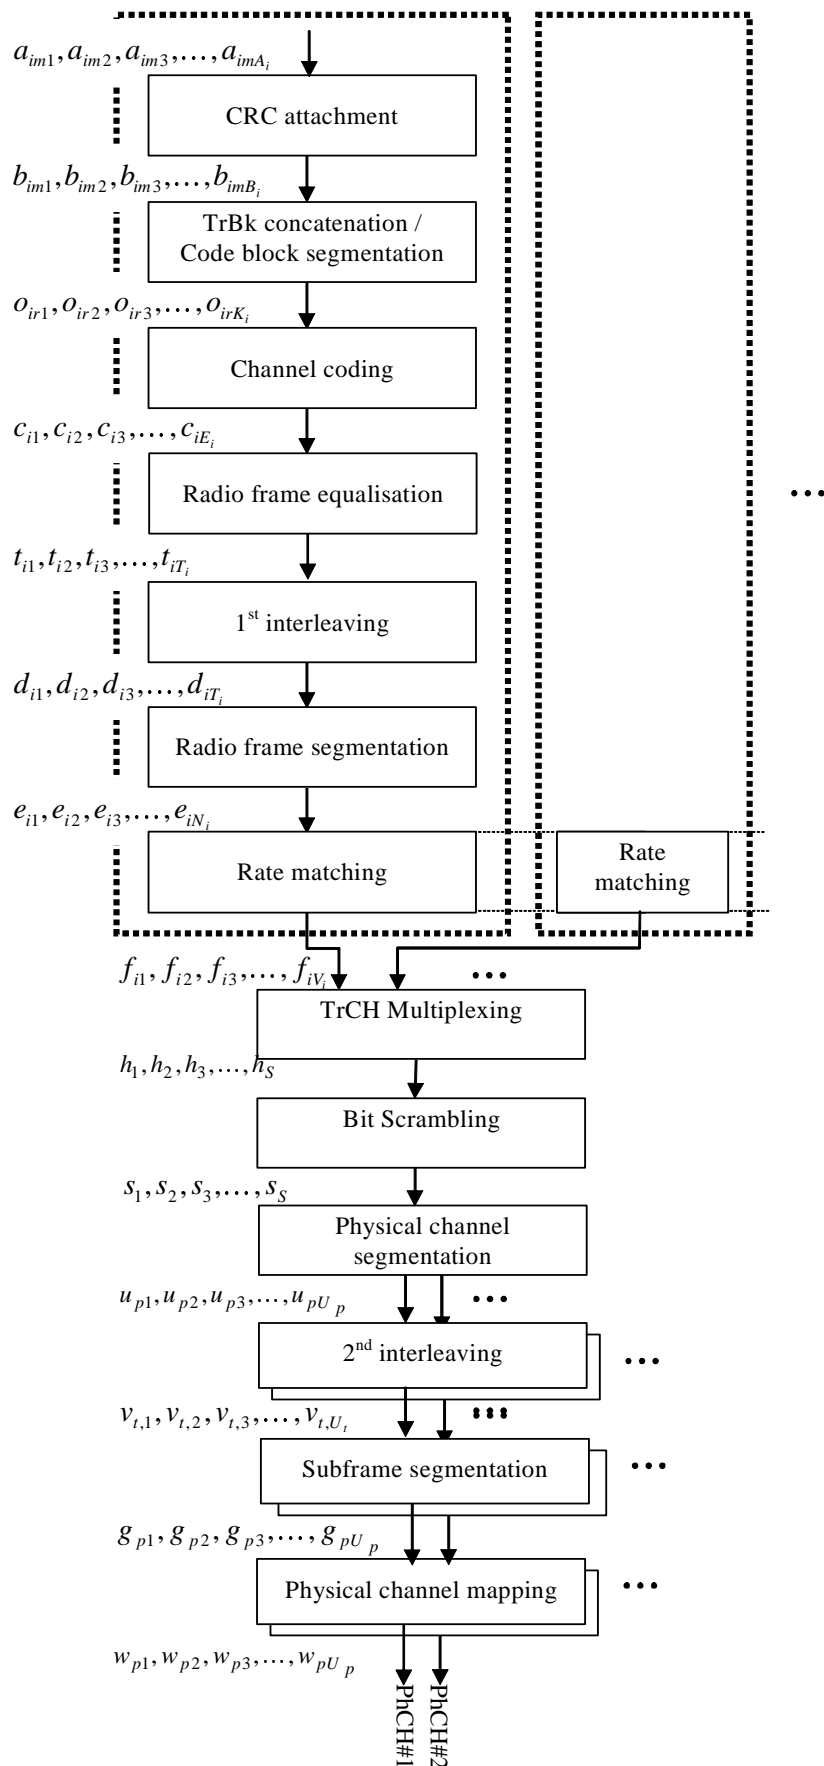 a_{im1}, a_{im2}, a_{im3}, ..., a_{imA_i}
CRC attachment
b_{im1}, b_{im2}, b_{im3}, ..., b_{imB_i}
TrBk concatenation /
Code block segmentation
o_{ir1}, o_{ir2}, o_{ir3}, ..., o_{irK_i}
Channel coding
c_{i1}, c_{i2}, c_{i3}, ..., c_{iE_i}
Radio frame equalisation
...
t_{i1}, t_{i2}, t_{i3}, ..., t_{iT_i}
1^{st} interleaving
d_{i1}, d_{i2}, d_{i3}, ..., d_{iT_i}
Radio frame segmentation
e_{i1}, e_{i2}, e_{i3}, ..., e_{iN_i}
Rate matching
Rate
matching
f_{i1}, f_{i2}, f_{i3}, ..., f_{iV_i}
...
TrCH Multiplexing
h_1, h_2, h_3, ..., h_S
Bit Scrambling
s_1, s_2, s_3, ..., s_S
Physical channel
segmentation
u_{p1}, u_{p2}, u_{p3}, ..., u_{pU_p}
...
2^{nd} interleaving
...
v_{t,1}, v_{t,2}, v_{t,3}, ..., v_{t,U_t}
...
Subframe segmentation
...
g_{p1}, g_{p2}, g_{p3}, ..., g_{pU_p}
Physical channel mapping
...
w_{p1}, w_{p2}, w_{p3}, ..., w_{pU_p}
PhCH#1
PhCH#2